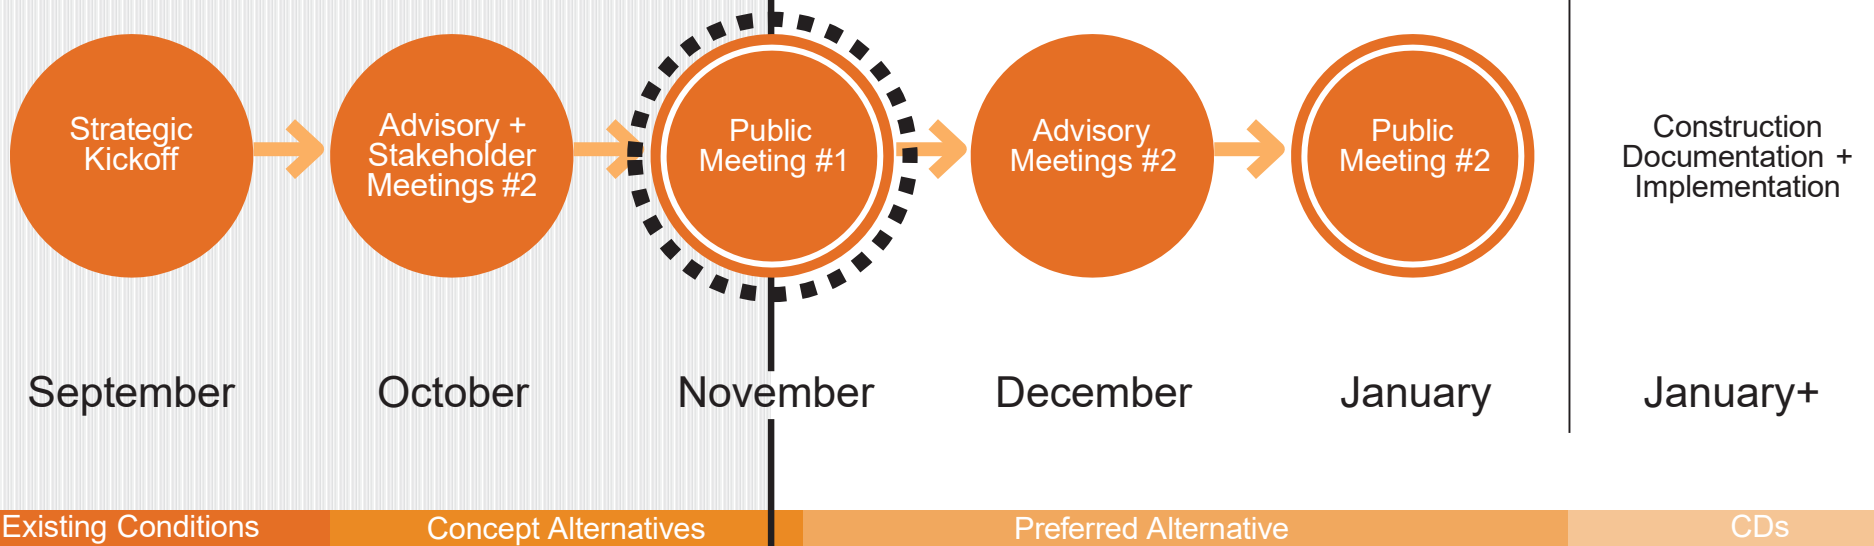 Strategic
Kickoff
Advisory +
Stakeholder
Meetings #2
Public
Meeting #1
Advisory
Meetings #2
Public
Meeting #2
Construction
Documentation +
Implementation
September
October
November
December
January
January+
Existing Conditions
Concept Alternatives
Preferred Alternative
CDs